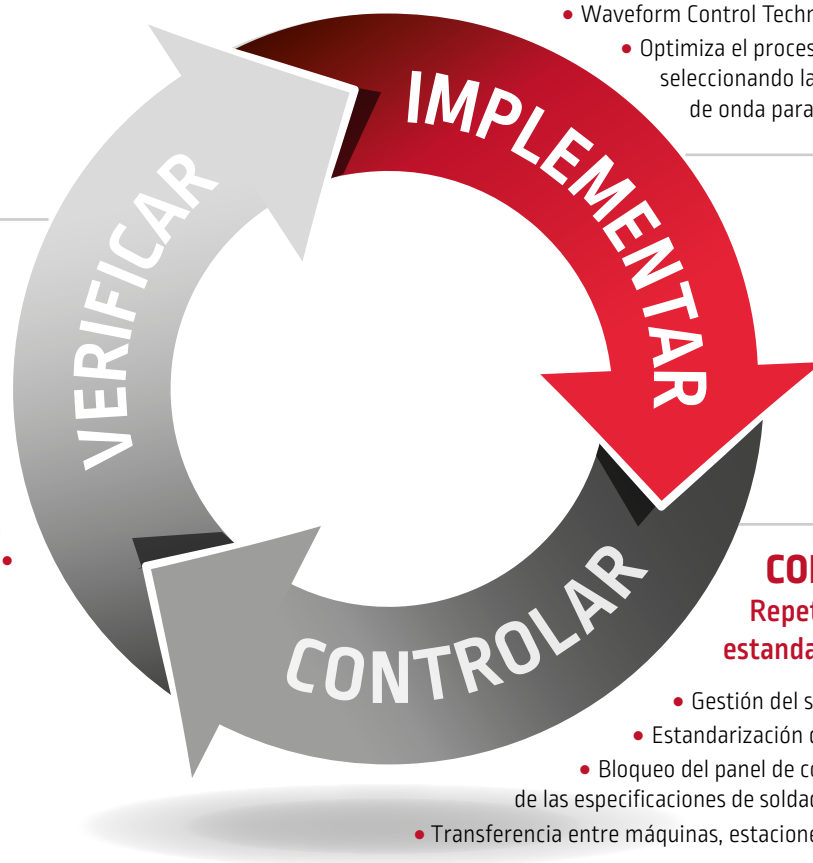 • Waveform Control Techn
• Optimiza el proces
seleccionando la
de onda para
IMPLEMENTAR
VERIFICAR
CONTROLAR
CO
Repet
estanda
• Gestión del s
• Estandarización
• Bloqueo del panel de co
de las especificaciones de soldad
• Transferencia entre máquinas, estacione